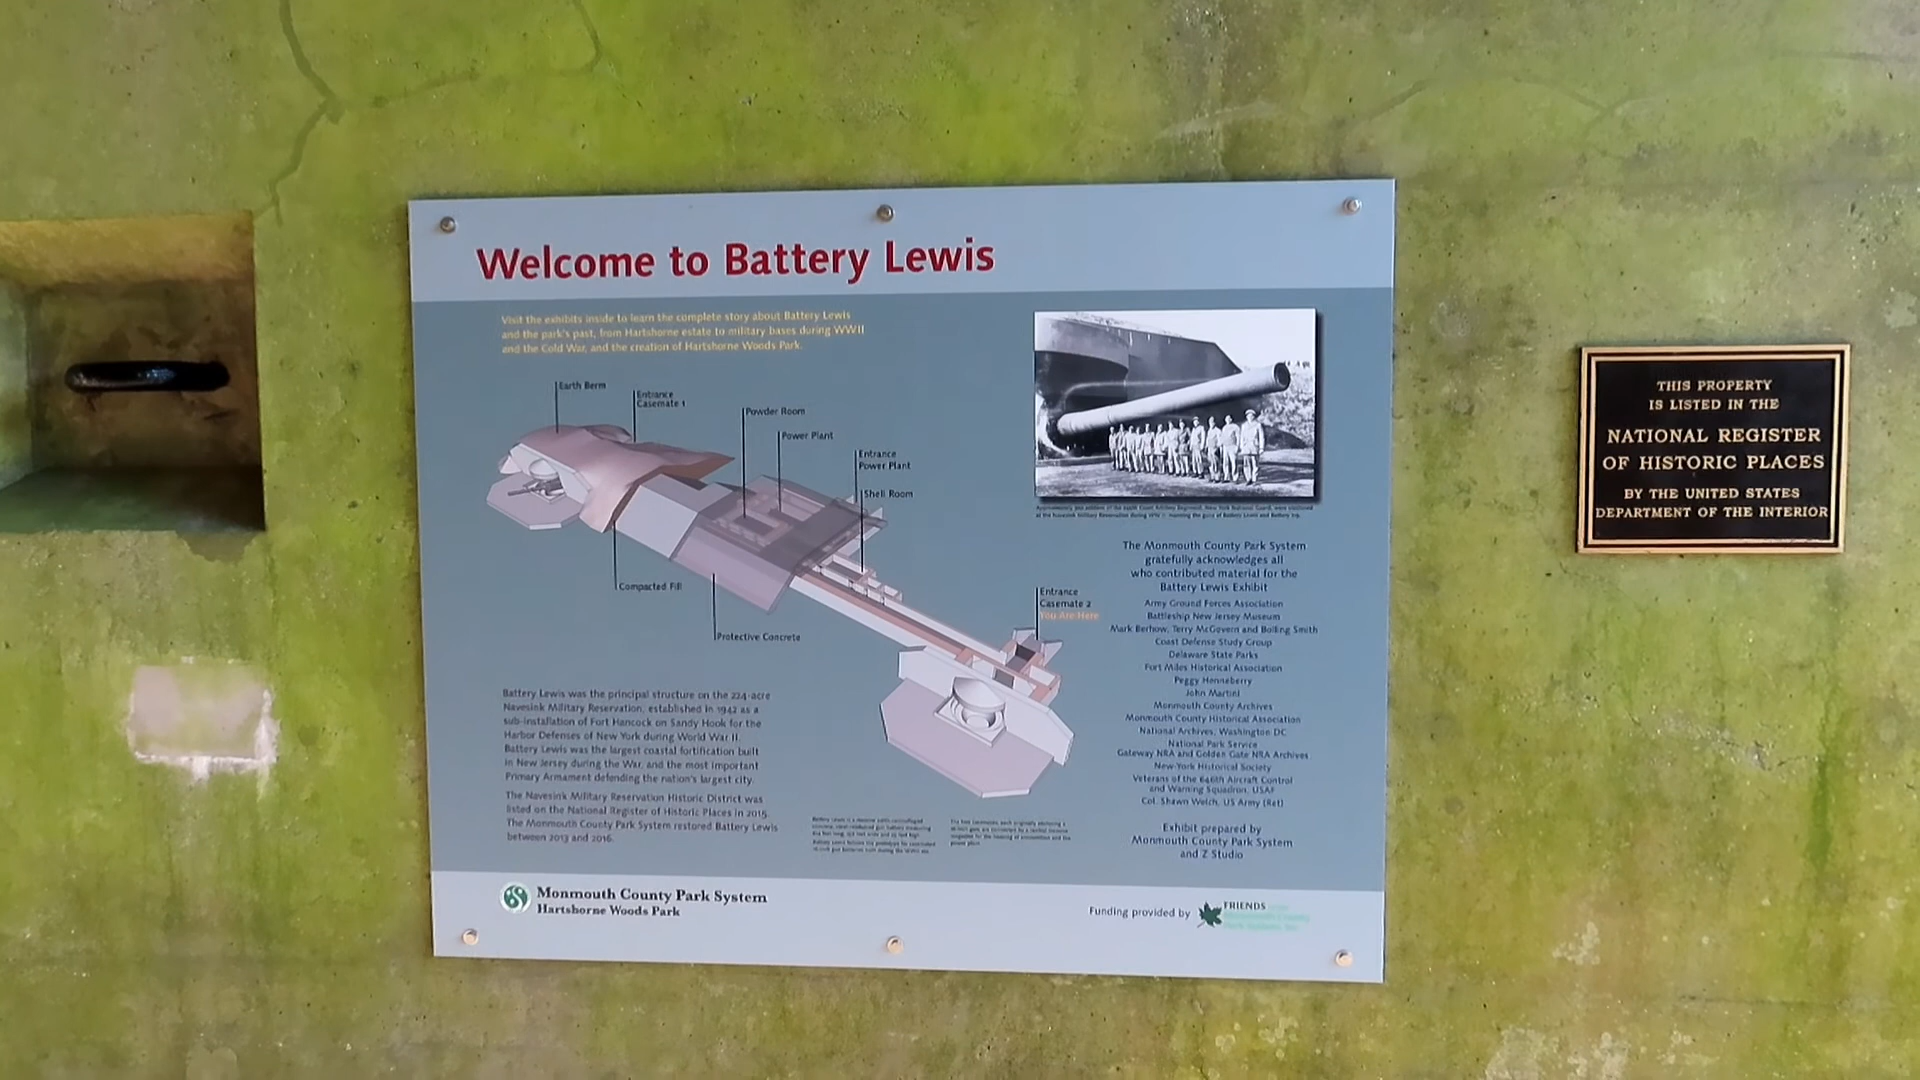 Welcome to Battery Lewis
Visit the exhibits inside to learn the complete story about Battery Lewis
and the park's past, from Hartshorne estate to military bases during WWII
and the Cold War, and the creation of Hartshorne Woods Park.
Earth Berm
Entrance
Casemate 1
Powder Room
Power Plant
Entrance
Power Plant
Shell Room
Compacted Fill
Protective Concrete
Entrance
Casemate 2
You Are Here
Battery Lewis was the principal structure on the 224-acre
Navesink Military Reservation, established in 1942 as a
sub-installation of Fort Hancock on Sandy Hook for the
Harbor Defenses of New York during World War II.
Battery Lewis was the largest coastal fortification built
in New Jersey during the War, and the most important
Primary Armament defending the nation's largest city.
The Navesink Military Reservation Historic District was
listed on the National Register of Historic Places in 2015.
The Monmouth County Park System restored Battery Lewis
between 2013 and 2016.
The Monmouth County Park System
gratefully acknowledges all
who contributed material for the
Battery Lewis Exhibit
Army Ground Forces Association
Battleship New Jersey Museum
Mark Berhow, Terry McGovern and Bolling Smith
Coast Defense Study Group
Delaware State Parks
Fort Miles Historical Association
Peggy Henneberry
John Martini
Monmouth County Archives
Monmouth County Historical Association
National Archives, Washington DC
National Park Service
Gateway NRA and Golden Gate NRA Archives
New-York Historical Society
Veterans of the 646th Aircraft Control
and Warning Squadron, USAF
Col. Shawn Welch, US Army (Ret)
Exhibit prepared by
Monmouth County Park System
and Z Studio
Monmouth County Park System
Hartshorne Woods Park
Funding provided by
FRIENDS
THIS PROPERTY
IS LISTED IN THE
NATIONAL REGISTER
OF HISTORIC PLACES
BY THE UNITED STATES
DEPARTMENT OF THE INTERIOR